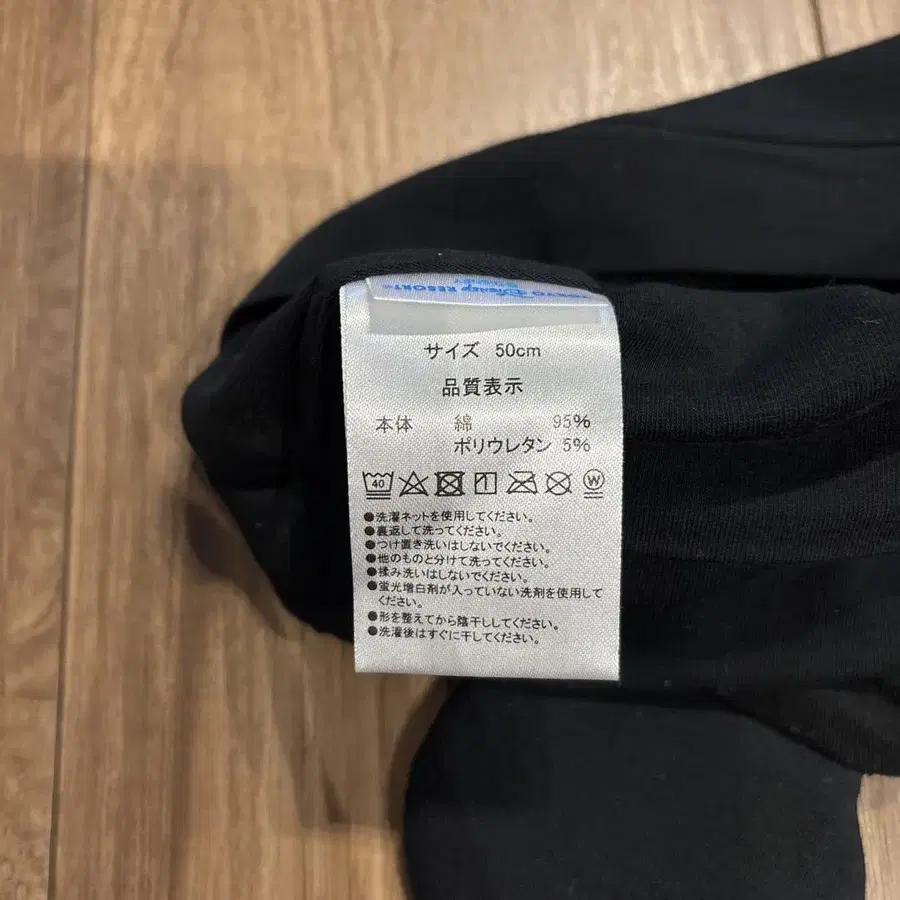 TOKYO DISNEY RESORT®
サイズ 50cm
品質表示
本体 綿 95%
ポリウレタン 5%
40 W
●洗濯ネットを使用してください。
●裏返して洗ってください。
●つけ置き洗いはしないでください。
●他のものと分けて洗ってください。
●揉み洗いはしないでください。
●蛍光増白剤が入っていない洗剤を使用して
ください。
●形を整えてから陰干ししてください。
●洗濯後はすぐに干してください。